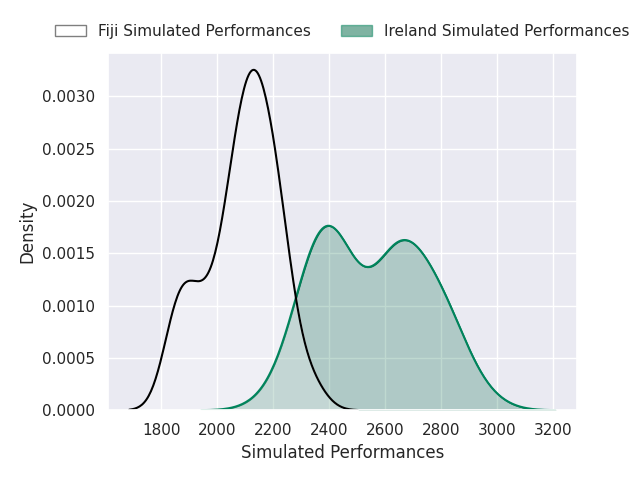 Fiji Simulated Performances Ireland Simulated Performances
0.0030
0.0025
0.0020
0.0015
0.0010
0.0005
0.0000
Density
1800 2000 2200 2400 2600 2800 3000 3200
Simulated Performances